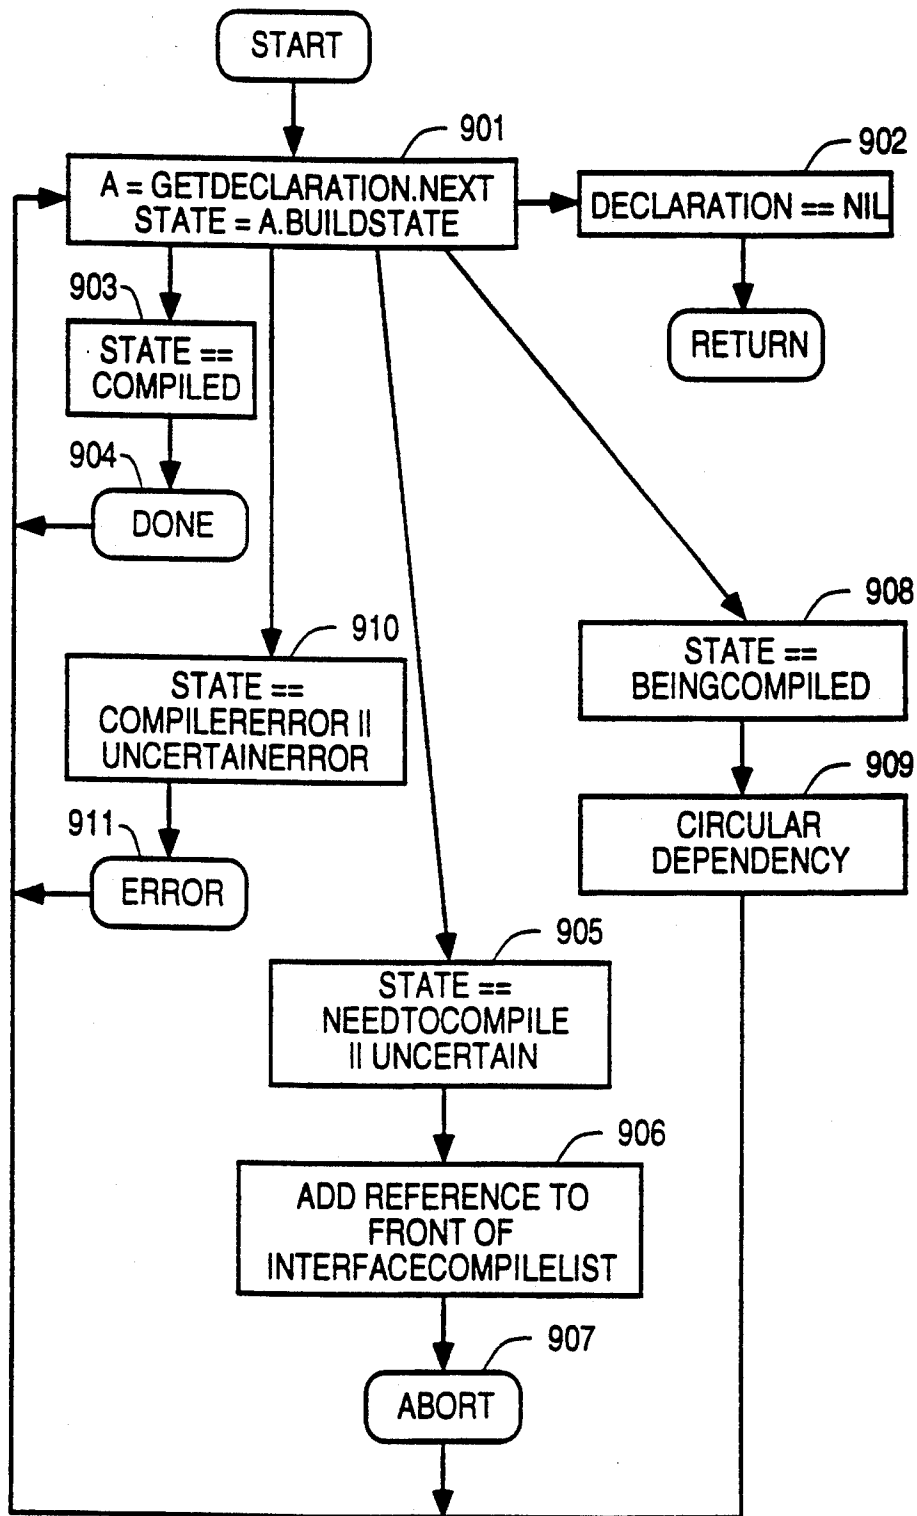 START
901
A = GETDECLARATION.NEXT
STATE = A.BUILDSTATE
902
DECLARATION == NIL
RETURN
903
STATE ==
COMPILED
904
DONE
910
STATE ==
COMPILERERROR ||
UNCERTAINERROR
911
ERROR
908
STATE ==
BEINGCOMPILED
909
CIRCULAR
DEPENDENCY
905
STATE ==
NEEDTOCOMPILE
|| UNCERTAIN
906
ADD REFERENCE TO
FRONT OF
INTERFACECOMPILELIST
907
ABORT